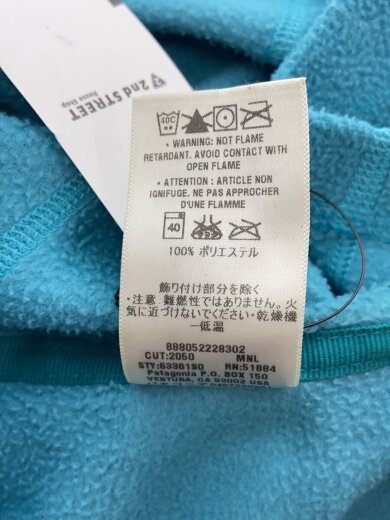 2nd STREET
Reuse Shop
40C
• WARNING: NOT FLAME
RETARDANT. AVOID CONTACT WITH
OPEN FLAME
• ATTENTION : ARTICLE NON
IGNIFUGE. NE PAS APPROCHER
D'UNE FLAMME
40
100% ポリエステル
飾り付け部分を除く
・注意:難燃性ではありません。火
気に近づけないでください・乾燥機
一低温
888052228302
CUT:2050 MNL
STY:63381S0 RN:51884
Patagonia P.O. BOX 150
VENTURA, CA 93002 USA